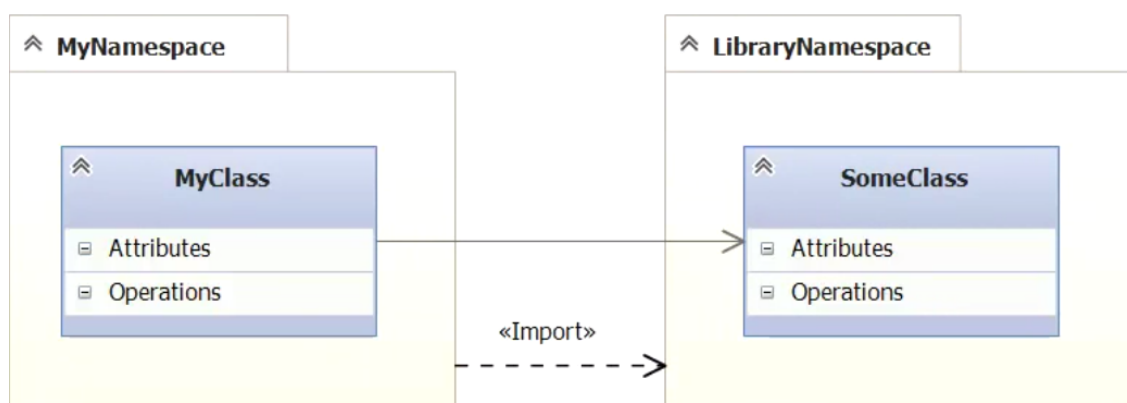 MyNamespace
LibraryNamespace
MyClass
SomeClass
Attributes
Attributes
Operations
Operations
«Import»